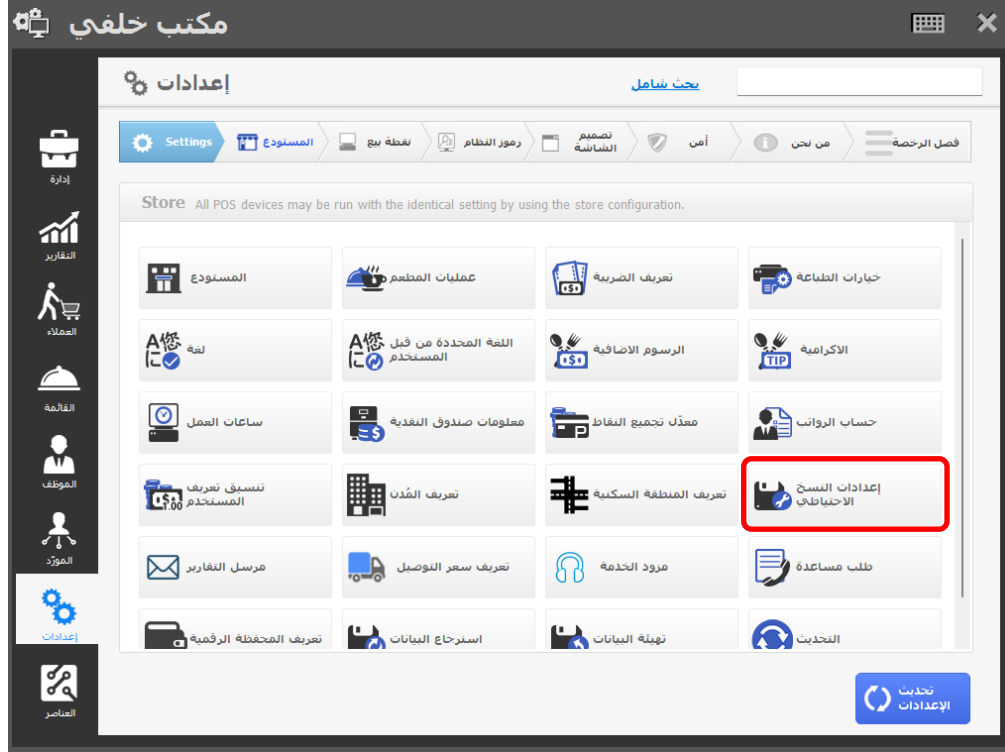 مكتب خلفي
إعدادات
بحث شامل
Settings
المستودع
نقطة بيع
رموز النظام
تصميم
الشاشة
أمن
من نحن
فصل الرخصة
Store All POS devices may be run with the identical setting by using the store configuration.
المستودع
عمليات المطعم
تعريف الضريبة
خيارات الطباعة
لغة
اللغة المحددة من قبل
المستخدم
الرسوم الاضافية
الاكرامية
TIP
ساعات العمل
معلومات صندوق النقدية
معدّل تجميع النقاط
حساب الرواتب
تنسيق تعريف
المستخدم
تعريف المُدن
تعريف المنطقة السكنية
إعدادات النسخ
الاحتياطي
مرسل التقارير
تعريف سعر التوصيل
مزود الخدمة
طلب مساعدة
تعريف المحفظة الرقمية
استرجاع البيانات
تهيئة البيانات
التحديث
تحديث
الإعدادات
إدارة
التقارير
العملاء
القائمة
الموظف
المورّد
إعدادات
العناصر